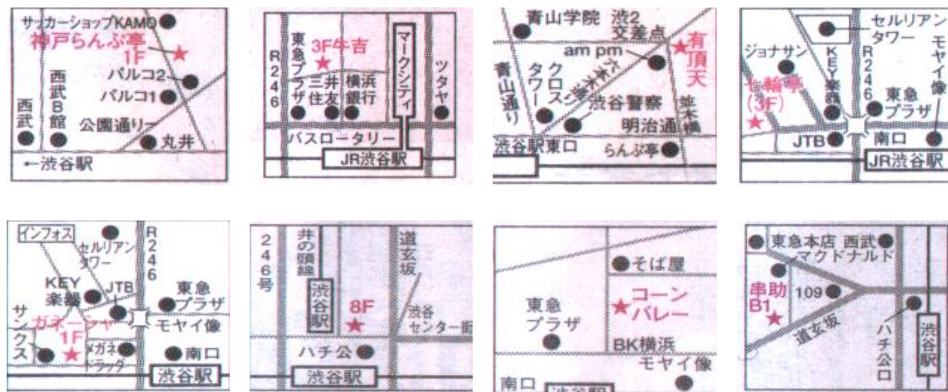 サッカーショップKAMO
神戸らんぷ亭
1F
パルコ2
パルコ1
西武B館
西武
公園通り
丸井
←渋谷駅
R246
東急プラザ
3F牛吉
三井住友
横浜銀行
マークシティ
ツタヤ
バスロータリー
JR渋谷駅
青山学院
渋2
交差点
am pm
有頂天
青山通り
クロスタワー
六本木通
渋谷警察
並木橋
明治通
渋谷駅東口
らんぶ亭
セルリアン
タワー
モヤイ像
ジョナサン
KEY楽器
R246
七輪亭
(3F)
東急
プラザ
JTB
南口
JR渋谷駅
インフォス
セルリアン
タワー
R246
KEY
楽器
JTB
東急
プラザ
サンクス
ガネーシャ
1F
モヤイ像
メガネ
ドラッグ
南口
渋谷駅
246号
井の頭線
渋谷駅
道玄坂
8F
渋谷
センター街
ハチ公
渋谷駅
そば屋
東急
プラザ
コーン
バレー
BK横浜
モヤイ像
南口
渋谷駅
東急本店
西武
マクドナルド
串助
B1
109
道玄坂
ハチ公口
渋谷駅